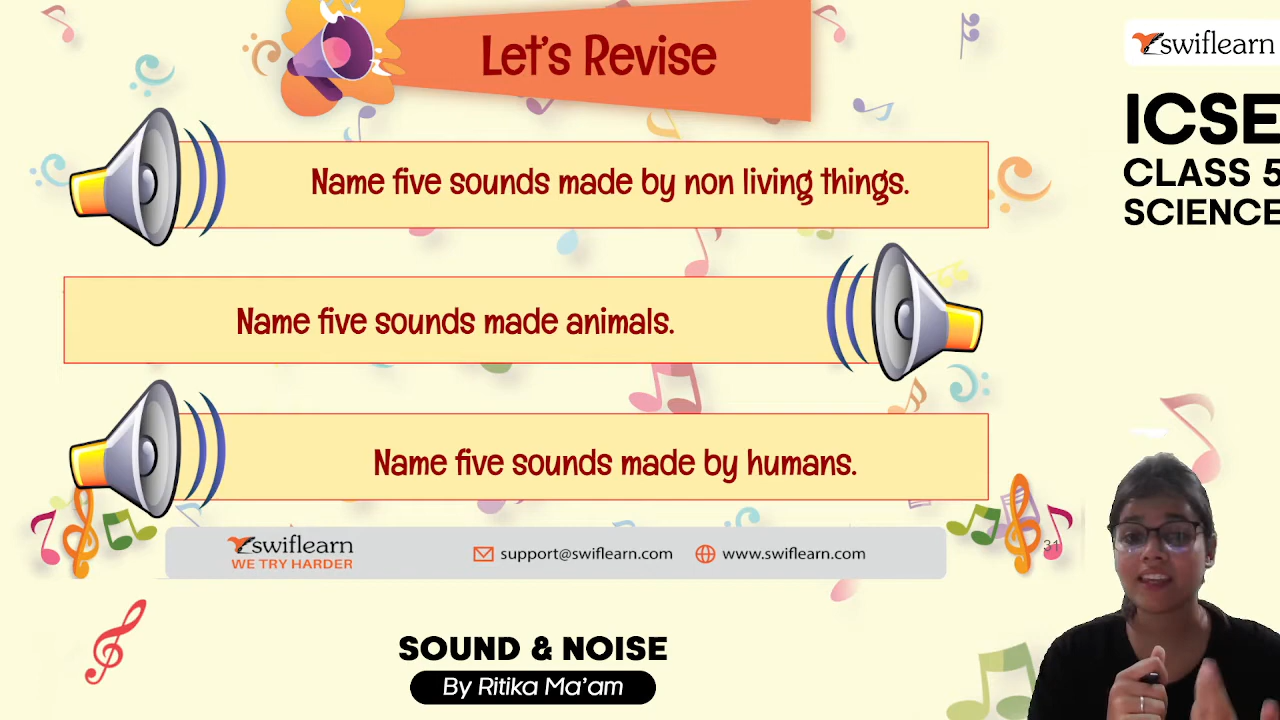 Let's Revise
swiflearn
ICSE
CLASS 5
SCIENCE
Name five sounds made by non living things.
Name five sounds made animals.
Name five sounds made by humans.
swiflearn
WE TRY HARDER
support@swiflearn.com
www.swiflearn.com
31
SOUND & NOISE
By Ritika Ma'am